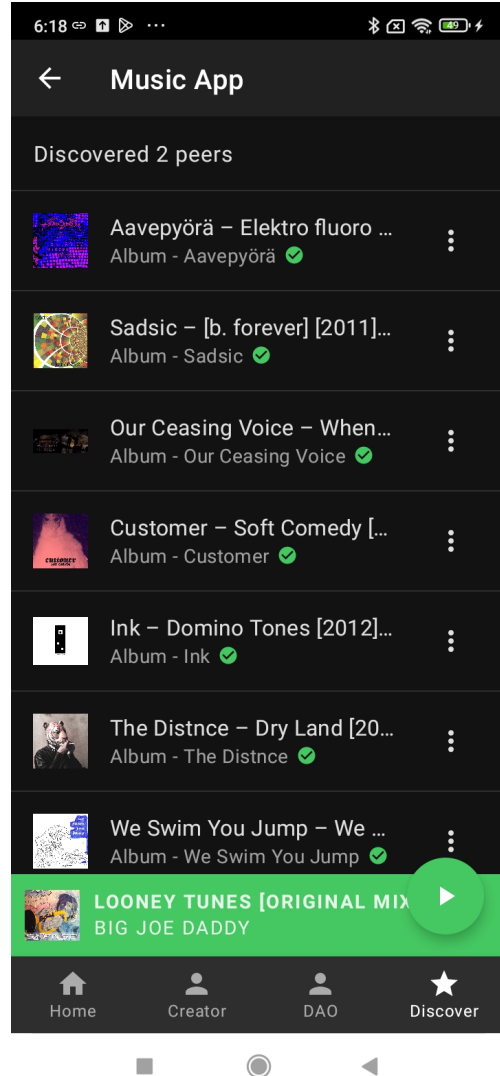 6:18
49
Music App
Discovered 2 peers
Aavepyörä – Elektro fluoro ...
Album - Aavepyörä
Sadsic – [b. forever] [2011]...
Album - Sadsic
Our Ceasing Voice – When...
Album - Our Ceasing Voice
Customer – Soft Comedy [...
Album - Customer
Ink – Domino Tones [2012]...
Album - Ink
The Distnce – Dry Land [20...
Album - The Distnce
We Swim You Jump – We ...
Album - We Swim You Jump
LOONEY TUNES [ORIGINAL MIX
BIG JOE DADDY
Home
Creator
DAO
Discover